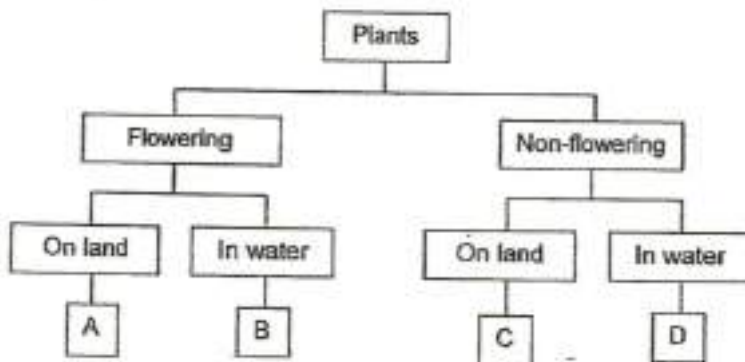 Plants
Flowering
Non-flowering
On land
In water
On land
In water
A
B
C
D